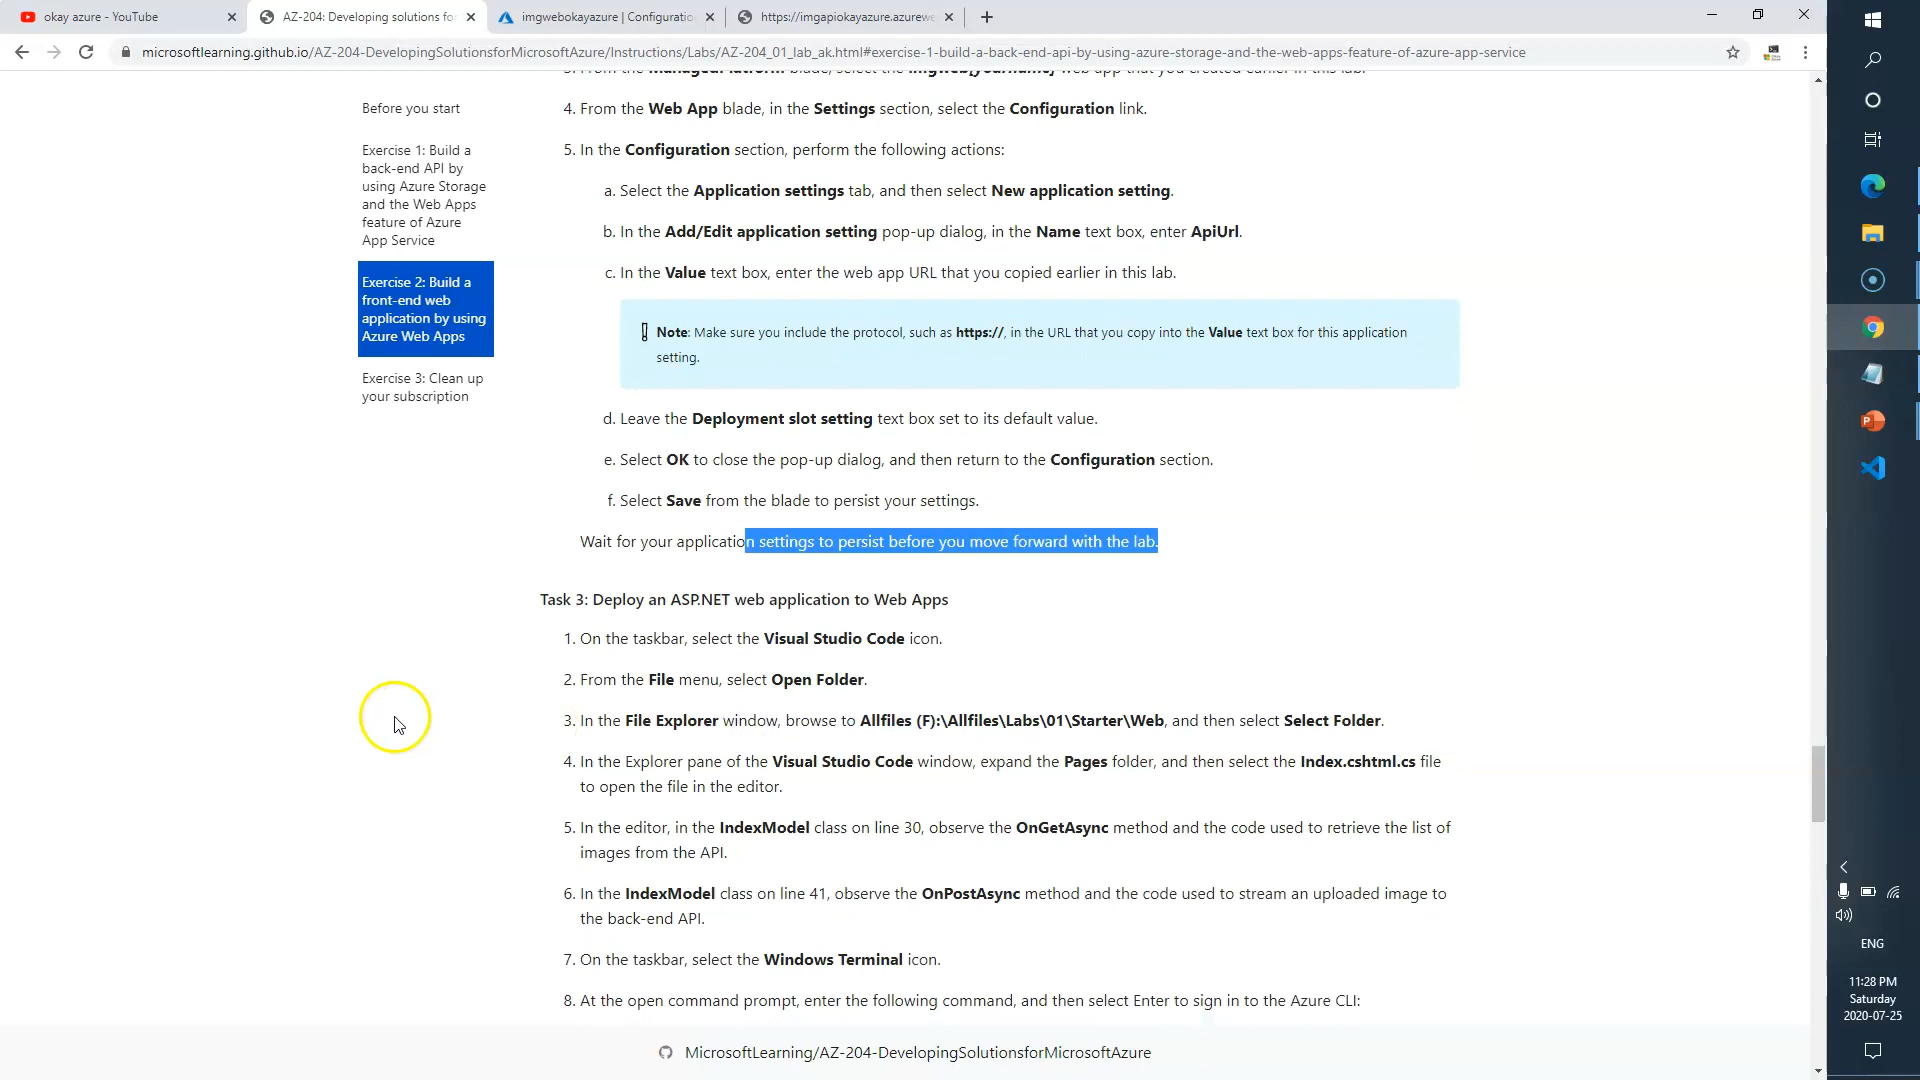 okay azure - YouTube
AZ-204: Developing solutions for
imgwebokayazure | Configuratio
https://imgapiokayazure.azurewe
microsoftlearning.github.io/AZ-204-DevelopingSolutionsforMicrosoftAzure/Instructions/Labs/AZ-204_01_lab_ak.html#exercise-1-build-a-back-end-api-by-using-azure-storage-and-the-web-apps-feature-of-azure-app-service
Before you start
Exercise 1: Build a
back-end API by
using Azure Storage
and the Web Apps
feature of Azure
App Service
Exercise 2: Build a
front-end web
application by using
Azure Web Apps
Exercise 3: Clean up
your subscription
4. From the Web App blade, in the Settings section, select the Configuration link.
5. In the Configuration section, perform the following actions:
a. Select the Application settings tab, and then select New application setting.
b. In the Add/Edit application setting pop-up dialog, in the Name text box, enter ApiUrl.
c. In the Value text box, enter the web app URL that you copied earlier in this lab.
Note: Make sure you include the protocol, such as https://, in the URL that you copy into the Value text box for this application
setting.
d. Leave the Deployment slot setting text box set to its default value.
e. Select OK to close the pop-up dialog, and then return to the Configuration section.
f. Select Save from the blade to persist your settings.
Wait for your application settings to persist before you move forward with the lab.
Task 3: Deploy an ASP.NET web application to Web Apps
1. On the taskbar, select the Visual Studio Code icon.
2. From the File menu, select Open Folder.
3. In the File Explorer window, browse to Allfiles (F):\Allfiles\Labs\01\Starter\Web, and then select Select Folder.
4. In the Explorer pane of the Visual Studio Code window, expand the Pages folder, and then select the Index.cshtml.cs file
to open the file in the editor.
5. In the editor, in the IndexModel class on line 30, observe the OnGetAsync method and the code used to retrieve the list of
images from the API.
6. In the IndexModel class on line 41, observe the OnPostAsync method and the code used to stream an uploaded image to
the back-end API.
7. On the taskbar, select the Windows Terminal icon.
8. At the open command prompt, enter the following command, and then select Enter to sign in to the Azure CLI:
MicrosoftLearning/AZ-204-DevelopingSolutionsforMicrosoftAzure
ENG
11:28 PM
Saturday
2020-07-25